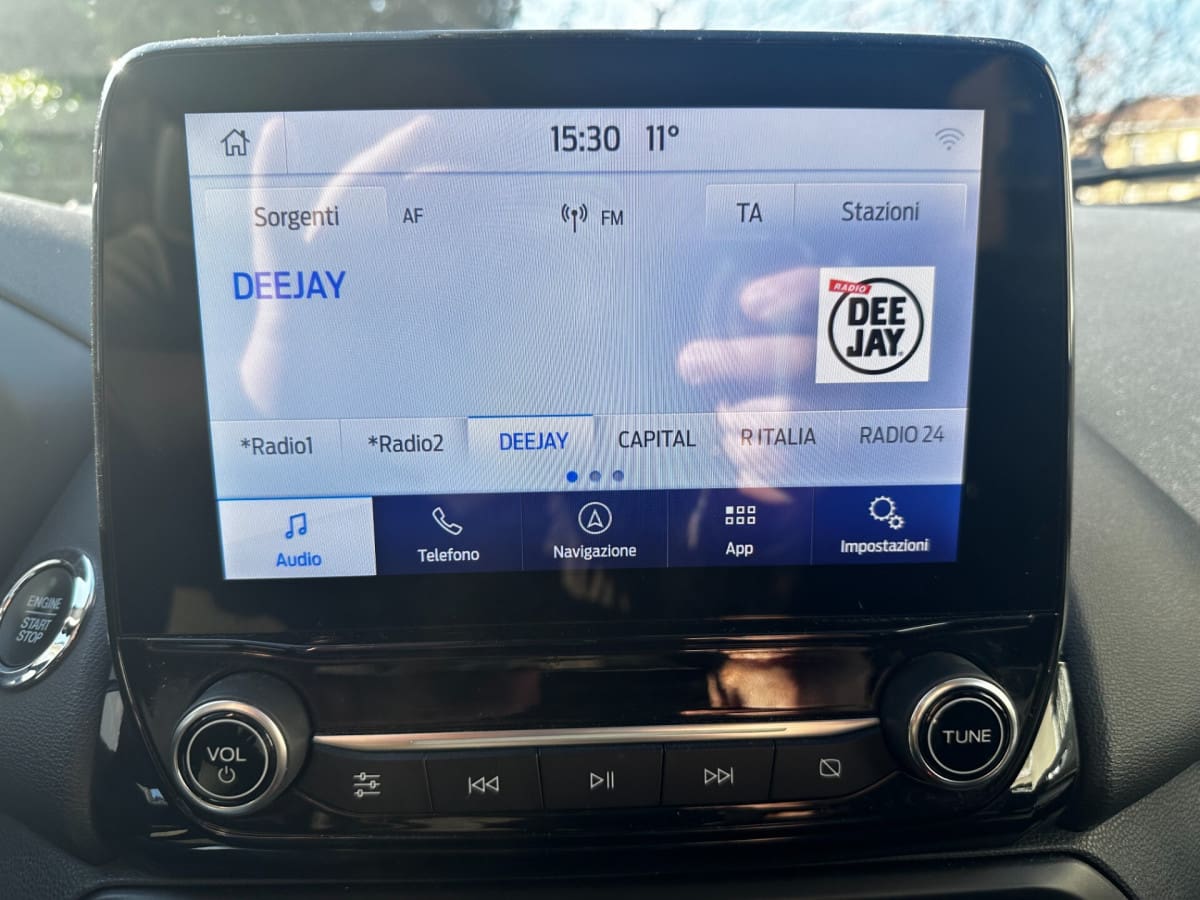 15:30 11°
Sorgenti AF FM TA Stazioni
DEEJAY
RADIO
DEE
JAY
*Radio1 *Radio2 DEEJAY CAPITAL R ITALIA RADIO 24
Audio Telefono Navigazione App Impostazioni
ENGINE
START
STOP
VOL
TUNE